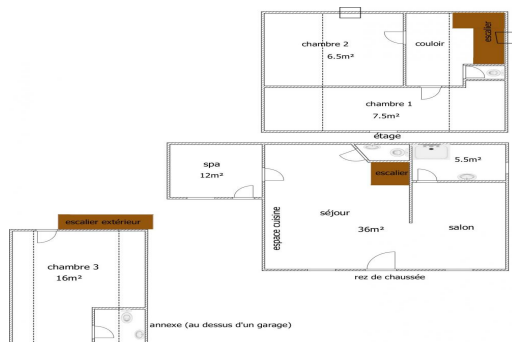 chambre 2
6.5m²
couloir
escalier
chambre 1
7.5m²
étage
spa
12m²
5.5m²
escalier
espace cuisine
séjour
36m²
salon
rez de chaussée
escalier extérieur
chambre 3
16m²
annexe (au dessus d'un garage)